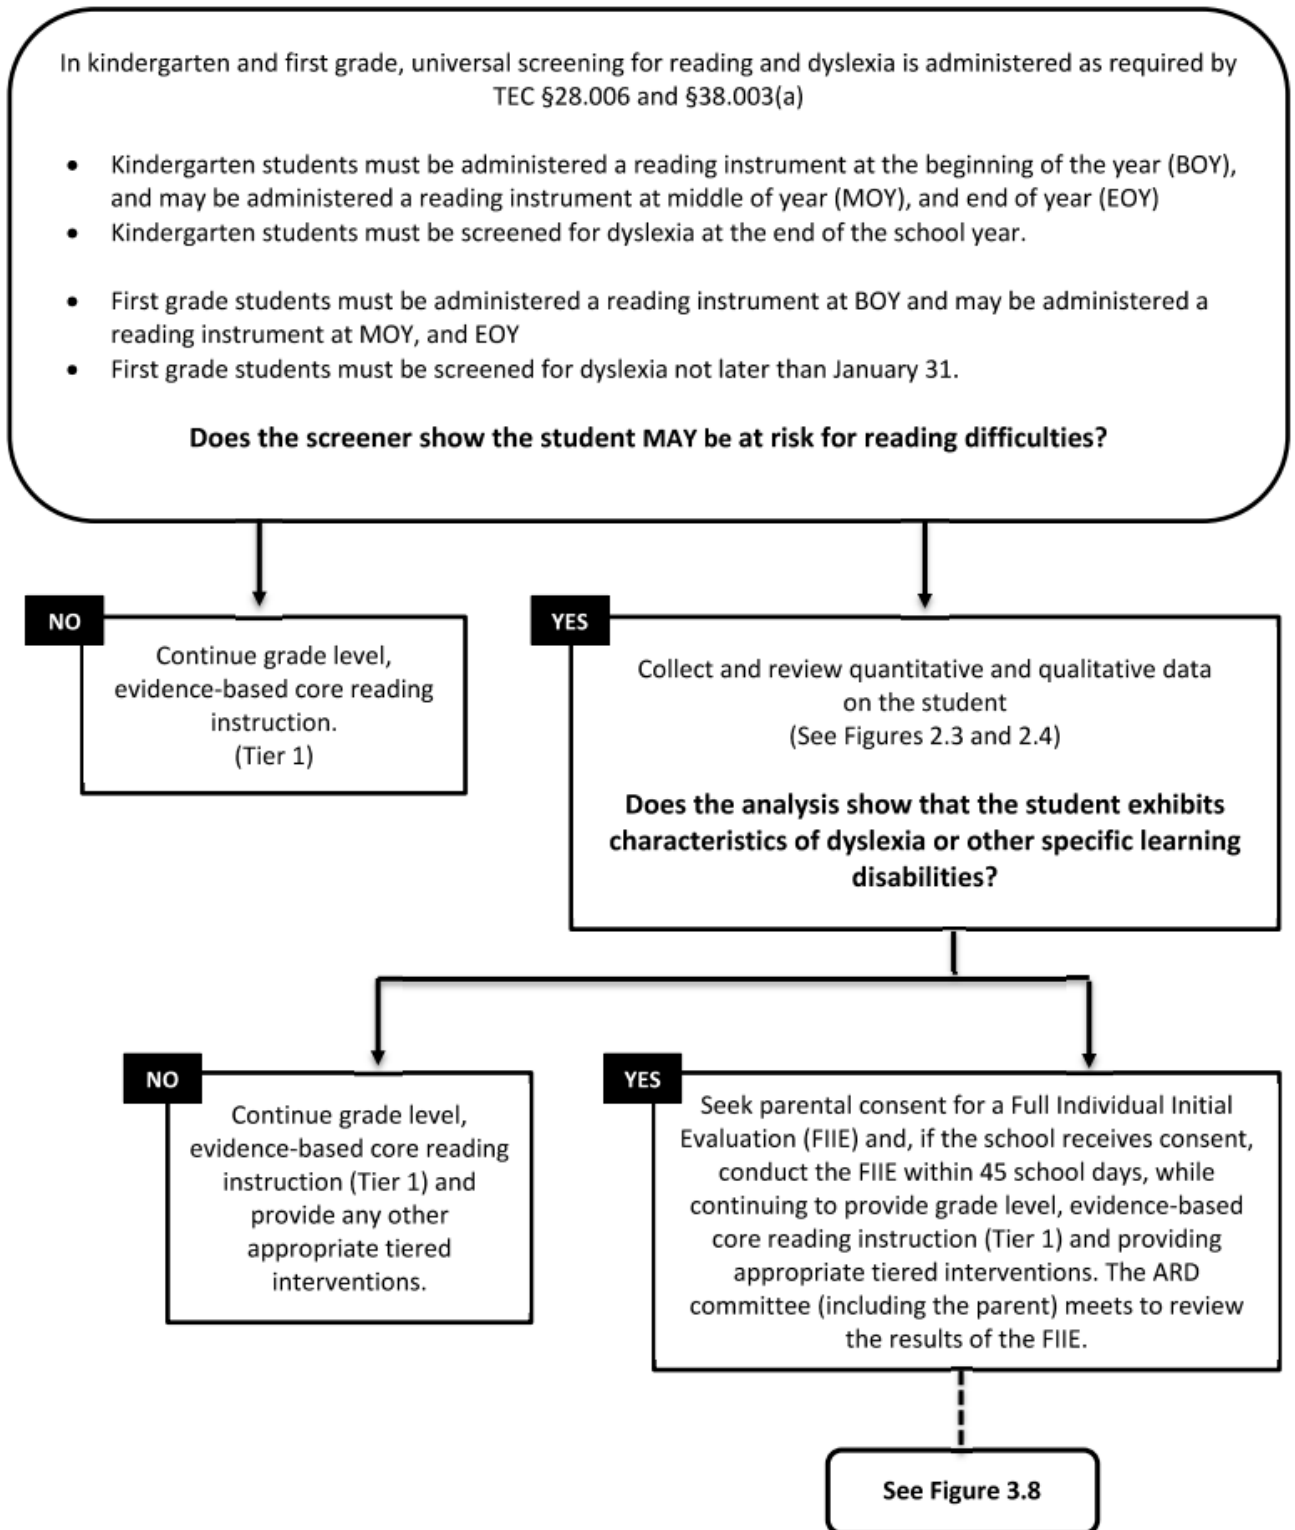 In kindergarten and first grade, universal screening for reading and dyslexia is administered as required by
TEC §28.006 and §38.003(a)
• Kindergarten students must be administered a reading instrument at the beginning of the year (BOY),
and may be administered a reading instrument at middle of year (MOY), and end of year (EOY)
• Kindergarten students must be screened for dyslexia at the end of the school year.
• First grade students must be administered a reading instrument at BOY and may be administered a
reading instrument at MOY, and EOY
• First grade students must be screened for dyslexia not later than January 31.
Does the screener show the student MAY be at risk for reading difficulties?
NO
Continue grade level,
evidence-based core reading
instruction.
(Tier 1)
YES
Collect and review quantitative and qualitative data
on the student
(See Figures 2.3 and 2.4)
Does the analysis show that the student exhibits
characteristics of dyslexia or other specific learning
disabilities?
NO
Continue grade level,
evidence-based core reading
instruction (Tier 1) and
provide any other
appropriate tiered
interventions.
YES
Seek parental consent for a Full Individual Initial
Evaluation (FIIE) and, if the school receives consent,
conduct the FIIE within 45 school days, while
continuing to provide grade level, evidence-based
core reading instruction (Tier 1) and providing
appropriate tiered interventions. The ARD
committee (including the parent) meets to review
the results of the FIIE.
See Figure 3.8